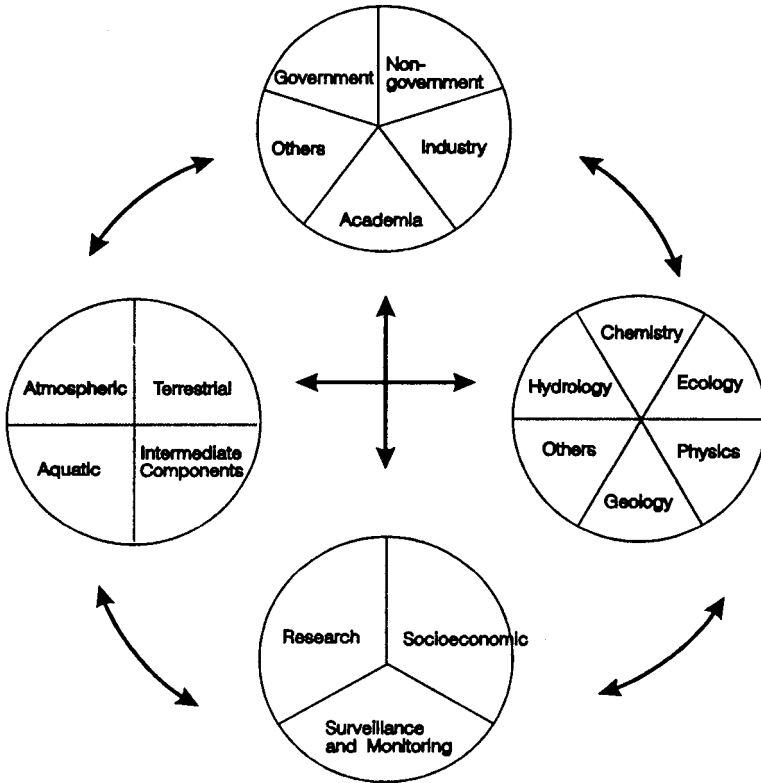 Government
Non-
government
Others
Industry
Academia
Atmospheric
Terrestrial
Aquatic
Intermediate
Components
Chemistry
Hydrology
Ecology
Others
Physics
Geology
Research
Socioeconomic
Surveillance
and Monitoring